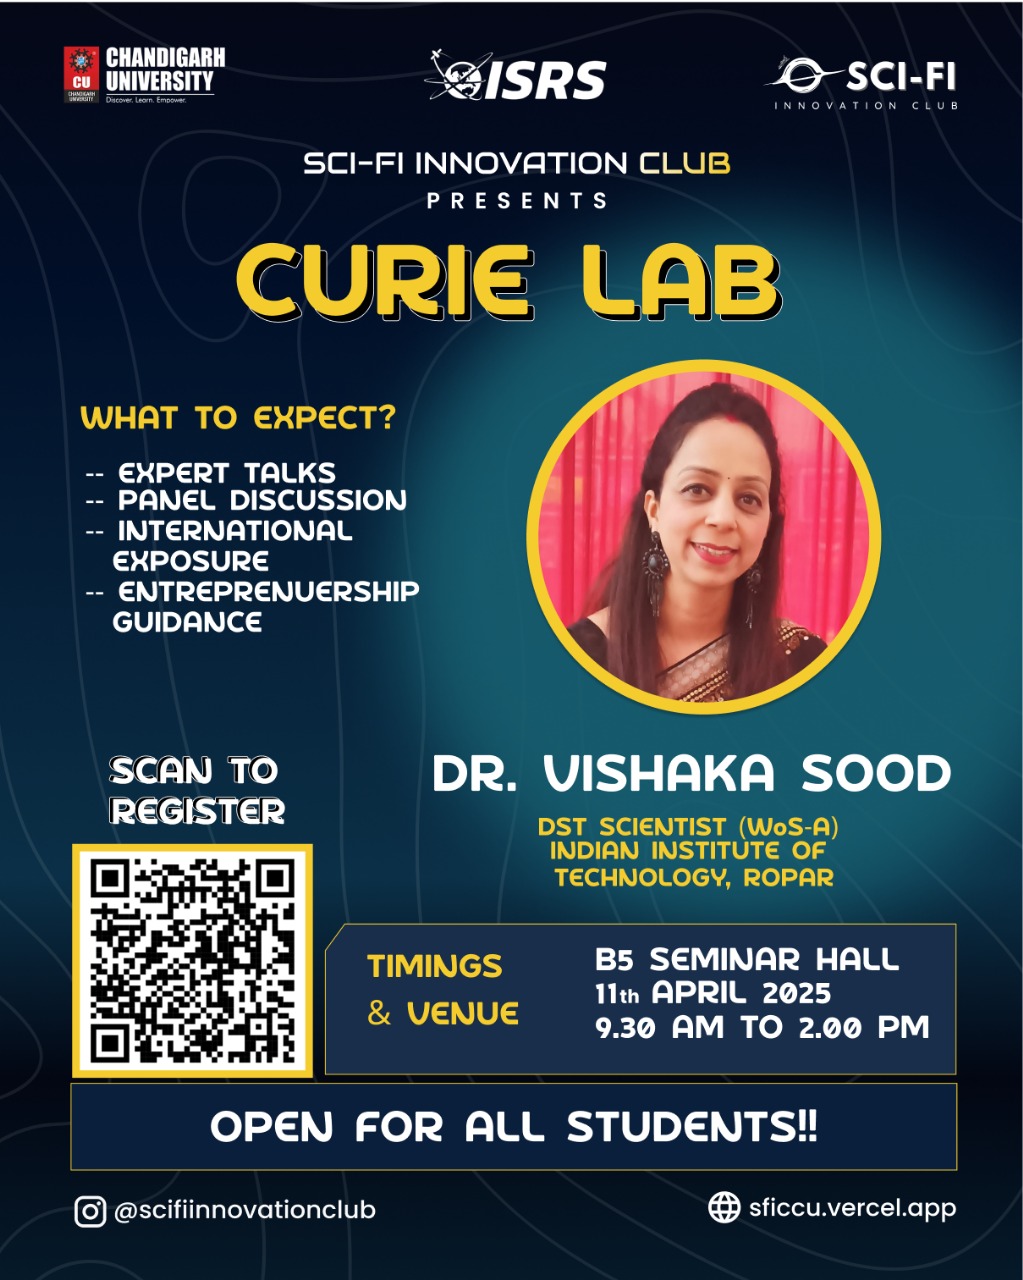 CHANDIGARH
UNIVERSITY
Discover. Learn. Empower.
CU
CHANDIGARH
UNIVERSITY
ISRS
SCI-FI
INNOVATION CLUB
SCI-FI INNOVATION CLUB
PRESENTS
CURIE LAB
WHAT TO EXPECT?
-- EXPERT TALKS
-- PANEL DISCUSSION
-- INTERNATIONAL
EXPOSURE
-- ENTREPRENUERSHIP
GUIDANCE
SCAN TO
REGISTER
DR. VISHAKA SOOD
DST SCIENTIST (WoS-A)
INDIAN INSTITUTE OF
TECHNOLOGY, ROPAR
TIMINGS
& VENUE
B5 SEMINAR HALL
11th APRIL 2025
9.30 AM TO 2.00 PM
OPEN FOR ALL STUDENTS!!
@scifiinnovationclub
sficcu.vercel.app